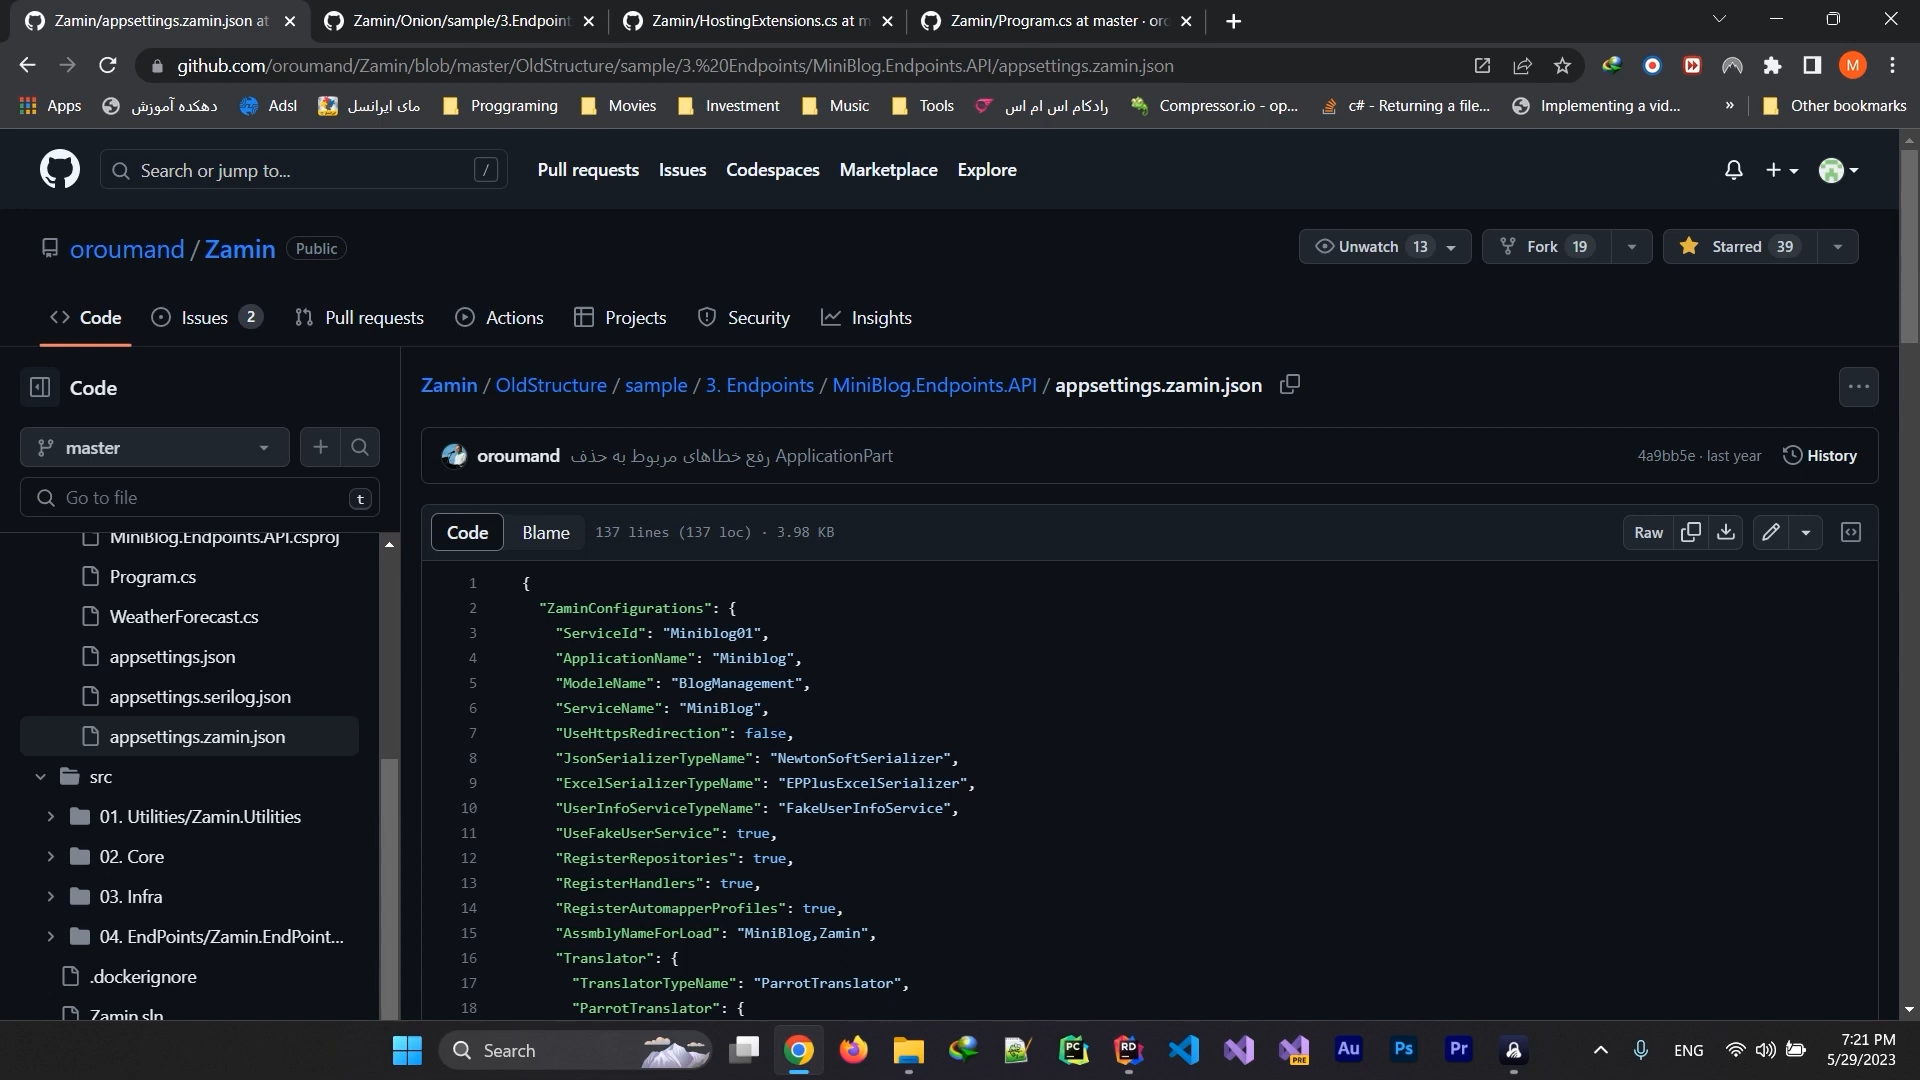 Zamin/appsettings.zamin.json at
Zamin/Onion/sample/3.Endpoint
Zamin/HostingExtensions.cs at m
Zamin/Program.cs at master · oro
github.com/oroumand/Zamin/blob/master/OldStructure/sample/3.%20Endpoints/MiniBlog.Endpoints.API/appsettings.zamin.json
M
Apps
دهکده آموزش
Adsl
مای ایرانسل
Proggraming
Movies
Investment
Music
Tools
رادکام اس ام اس
Compressor.io - op...
c# - Returning a file...
Implementing a vid...
»
Other bookmarks
Search or jump to...
/
Pull requests
Issues
Codespaces
Marketplace
Explore
oroumand / Zamin
Public
Unwatch 13
Fork 19
Starred 39
Code
Issues 2
Pull requests
Actions
Projects
Security
Insights
Code
master
Go to file
t
MiniBlog.Endpoints.API.csproj
Program.cs
WeatherForecast.cs
appsettings.json
appsettings.serilog.json
appsettings.zamin.json
src
01. Utilities/Zamin.Utilities
02. Core
03. Infra
04. EndPoints/Zamin.EndPoint...
.dockerignore
Zamin.sln
Zamin / OldStructure / sample / 3. Endpoints / MiniBlog.Endpoints.API / appsettings.zamin.json
oroumand رفع خطاهای مربوط به حذف ApplicationPart
4a9bb5e · last year
History
Code
Blame
137 lines (137 loc) · 3.98 KB
Raw
1 {
2 "ZaminConfigurations": {
3 "ServiceId": "Miniblog01",
4 "ApplicationName": "Miniblog",
5 "ModeleName": "BlogManagement",
6 "ServiceName": "MiniBlog",
7 "UseHttpsRedirection": false,
8 "JsonSerializerTypeName": "NewtonSoftSerializer",
9 "ExcelSerializerTypeName": "EPPlusExcelSerializer",
10 "UserInfoServiceTypeName": "FakeUserInfoService",
11 "UseFakeUserService": true,
12 "RegisterRepositories": true,
13 "RegisterHandlers": true,
14 "RegisterAutomapperProfiles": true,
15 "AssmblyNameForLoad": "MiniBlog,Zamin",
16 "Translator": {
17 "TranslatorTypeName": "ParrotTranslator",
18 "ParrotTranslator": {
Search
PC
RD
PRE
Au
Ps
Pr
ENG
7:21 PM
5/29/2023